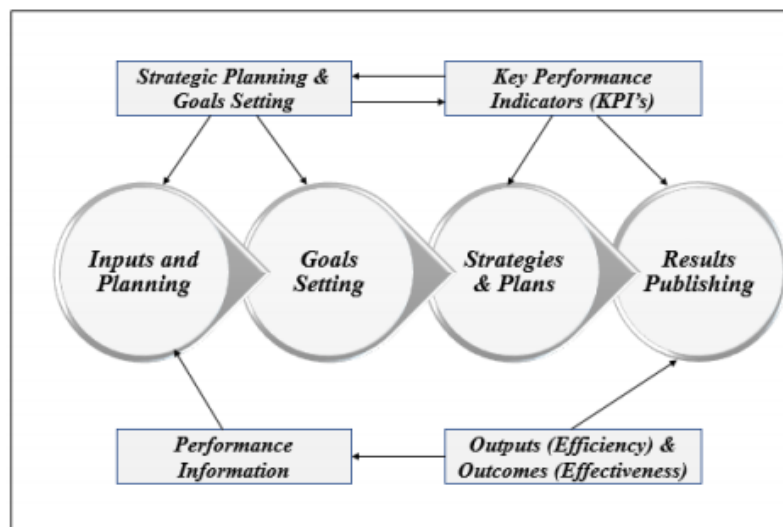 Strategic Planning &
Goals Setting
Key Performance
Indicators (KPI's)
Inputs and
Planning
Goals
Setting
Strategies
& Plans
Results
Publishing
Performance
Information
Outputs (Efficiency) &
Outcomes (Effectiveness)